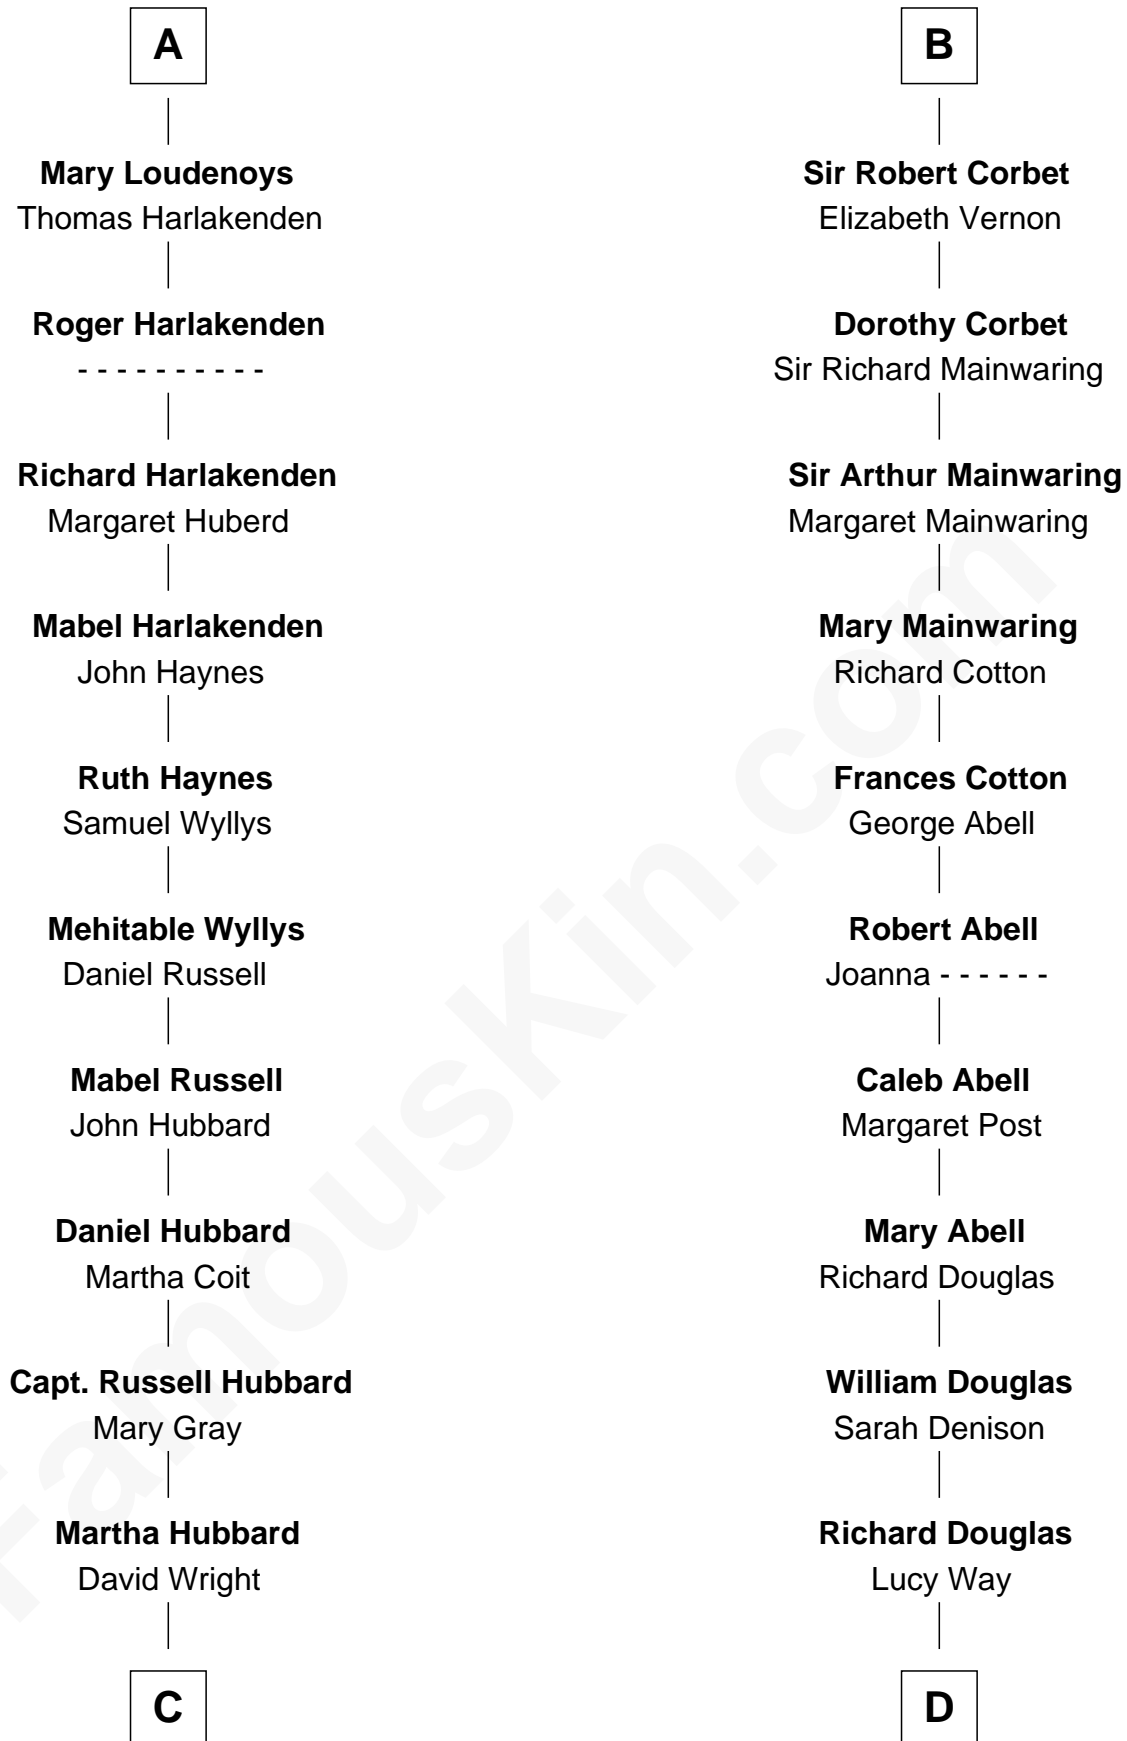 A
Mary Loudenoys
Thomas Harlakenden
Roger Harlakenden
- - - - - - - - - -
Richard Harlakenden
Margaret Huberd
Mabel Harlakenden
John Haynes
Ruth Haynes
Samuel Wyllys
Mehitable Wyllys
Daniel Russell
Mabel Russell
John Hubbard
Daniel Hubbard
Martha Coit
Capt. Russell Hubbard
Mary Gray
Martha Hubbard
David Wright
C
B
Sir Robert Corbet
Elizabeth Vernon
Dorothy Corbet
Sir Richard Mainwaring
Sir Arthur Mainwaring
Margaret Mainwaring
Mary Mainwaring
Richard Cotton
Frances Cotton
George Abell
Robert Abell
Joanna - - - - - -
Caleb Abell
Margaret Post
Mary Abell
Richard Douglas
William Douglas
Sarah Denison
Richard Douglas
Lucy Way
D
FamousKin.com